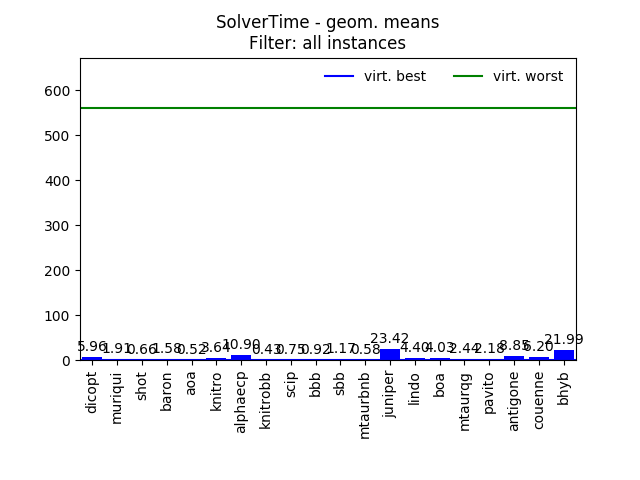 SolverTime - geom. means
Filter: all instances
virt. best
virt. worst
600
500
400
300
200
100
0
5.96 1.91 0.66 1.58 0.52 3.64 10.90 0.43 0.75 0.92 1.17 0.58 23.42 4.40 4.03 2.44 2.18 8.85 6.20 21.99
dicopt
muriqui
shot
baron
aoa
knitro
alphaecp
knitrobb
scip
bbb
sbb
mtaurbnb
juniper
lindo
boa
mtaurqg
pavito
antigone
couenne
bhyb